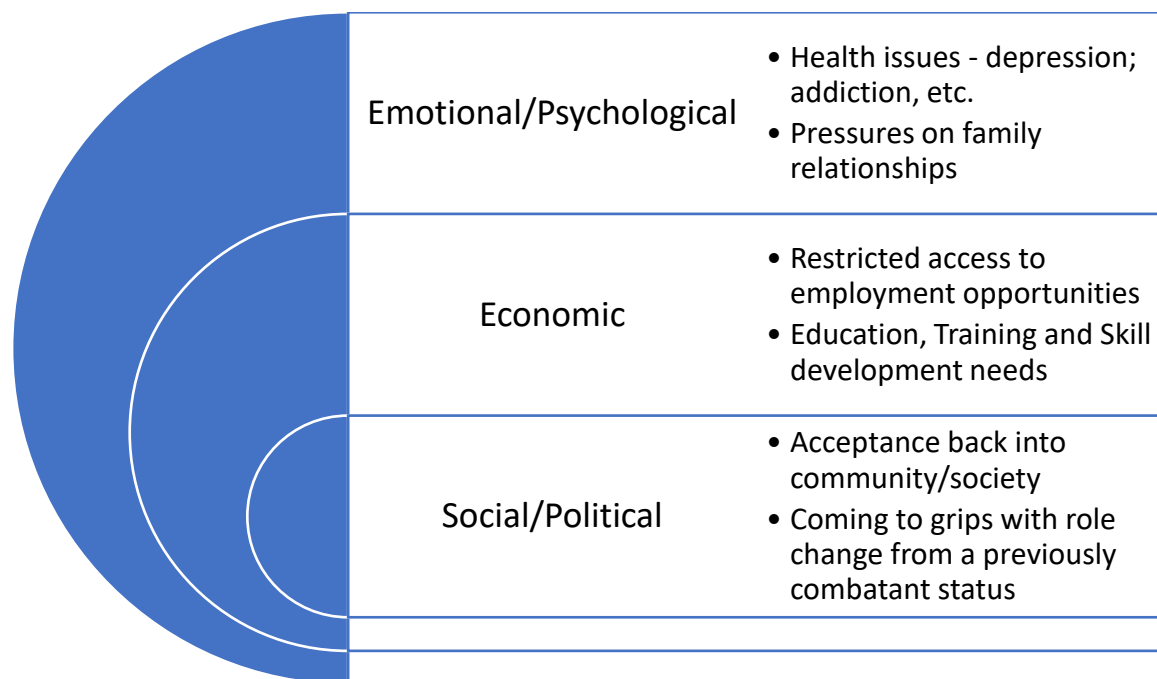 Emotional/Psychological
• Health issues - depression;
addiction, etc.
• Pressures on family
relationships
Economic
• Restricted access to
employment opportunities
• Education, Training and Skill
development needs
Social/Political
• Acceptance back into
community/society
• Coming to grips with role
change from a previously
combatant status